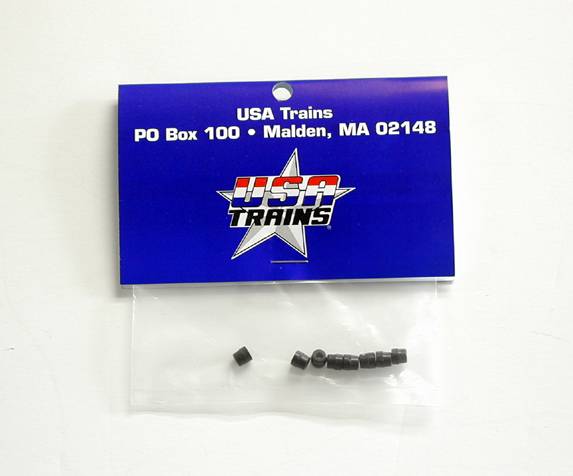 USA Trains
PO Box 100 • Malden, MA 02148
USA
TRAINS®